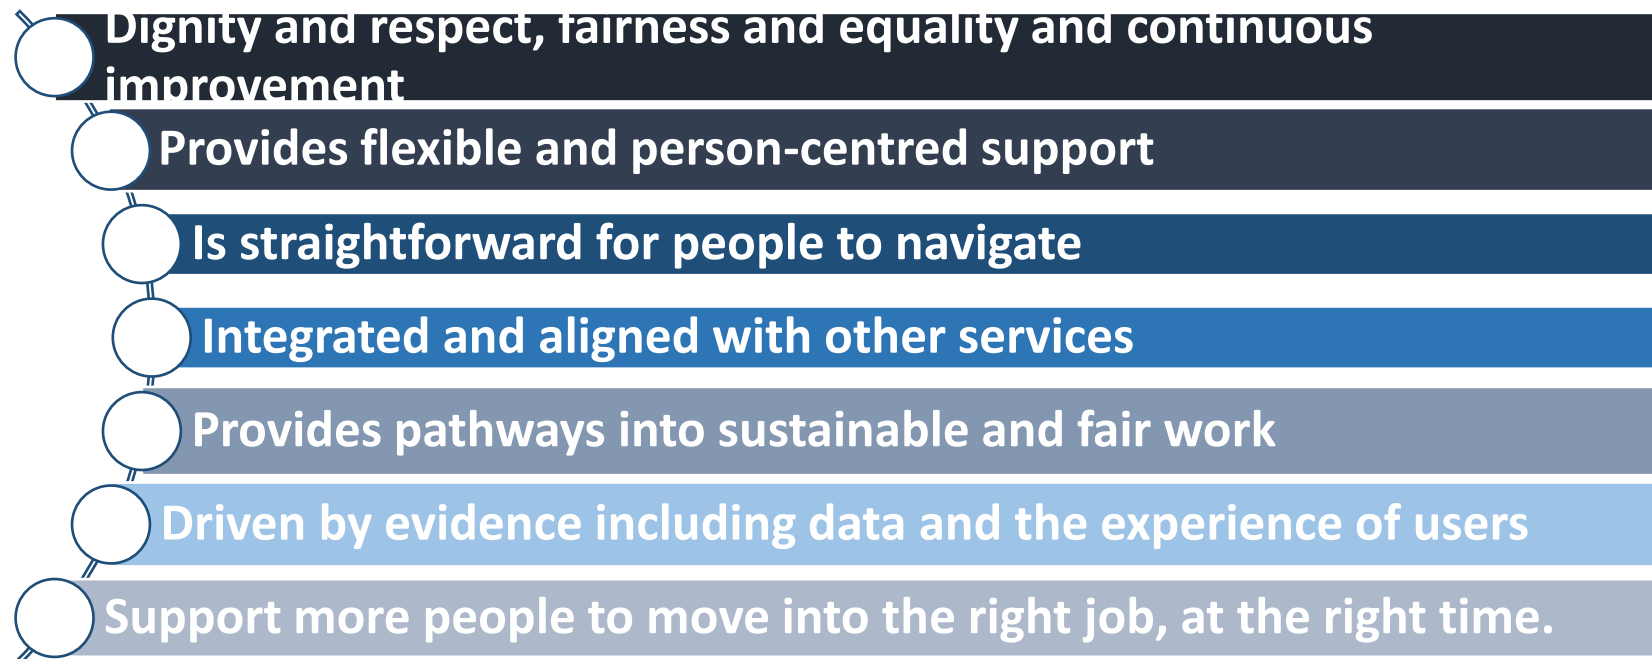 Dignity and respect, fairness and equality and continuous
improvement
Provides flexible and person-centred support
Is straightforward for people to navigate
Integrated and aligned with other services
Provides pathways into sustainable and fair work
Driven by evidence including data and the experience of users
Support more people to move into the right job, at the right time.